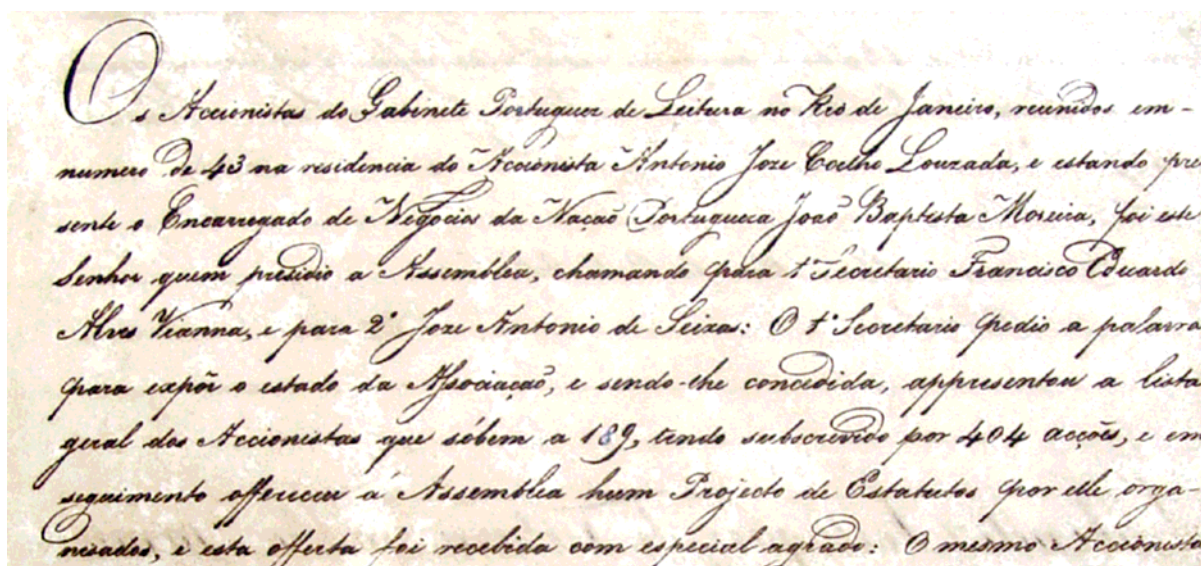 Os Accionistas do Gabinete Portuguez de Leitura no Rio de Janeiro, reunidos em-
numero de 43 na residencia do Accionista Antonio Joze Coelho Louzada, e estando pre
sente o Encarregado de Negocios da Nação Portugueza João Baptista Moreira, foi este
Senhor quem presidio a Assemblea, chamando para 1º Secretario Francisco Eduardo
Alves Vianna, e para 2º Joze Antonio de Seixas: O 1º Secretario pedio a palavra
para expôr o estado da Associação, e sendo-lhe concedida, appresentou a lista
geral dos Accionistas que sóbem a 189, tendo subscrevido por 404 acções, e em
seguimento offereceu á Assemblea hum Projecto de Estatutos por elle orga-
nisados, e esta offerta foi recebida com especial agrado: O mesmo Accionista